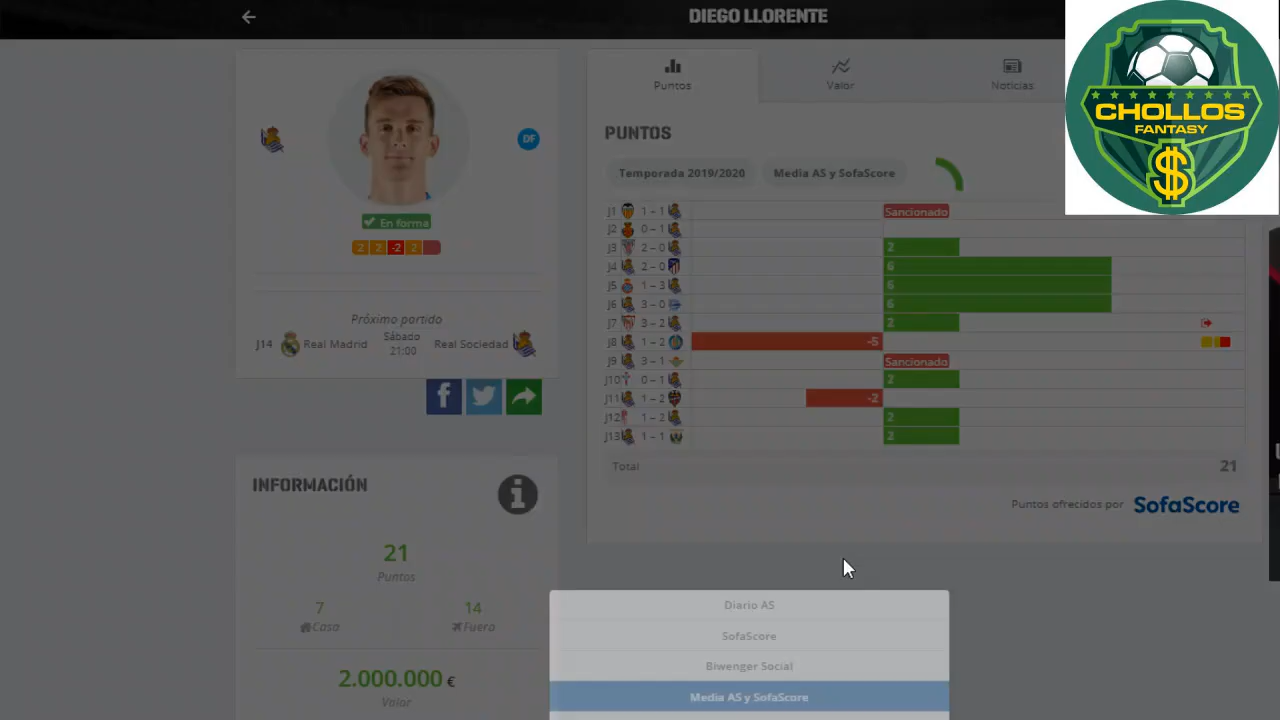 DIEGO LLORENTE
DF
En forma
2 2 -2 2
Próximo partido
J14 Real Madrid Sábado 21:00 Real Sociedad
INFORMACIÓN
21
Puntos
7 Casa
14 Fuera
2.000.000 €
Valor
Puntos
Valor
Noticias
PUNTOS
Temporada 2019/2020
Media AS y SofaScore
J1 1 – 1 Sancionado
J2 0 – 1
J3 2 – 0 2
J4 2 – 0 6
J5 1 – 3 6
J6 3 – 0 6
J7 3 – 2 2
J8 1 – 2 -5
J9 3 – 1 Sancionado
J10 0 – 1 2
J11 1 – 2 -2
J12 1 – 2 2
J13 1 – 1 2
Total 21
Puntos ofrecidos por SofaScore
Diario AS
SofaScore
Biwenger Social
Media AS y SofaScore
CHOLLOS
FANTASY
$